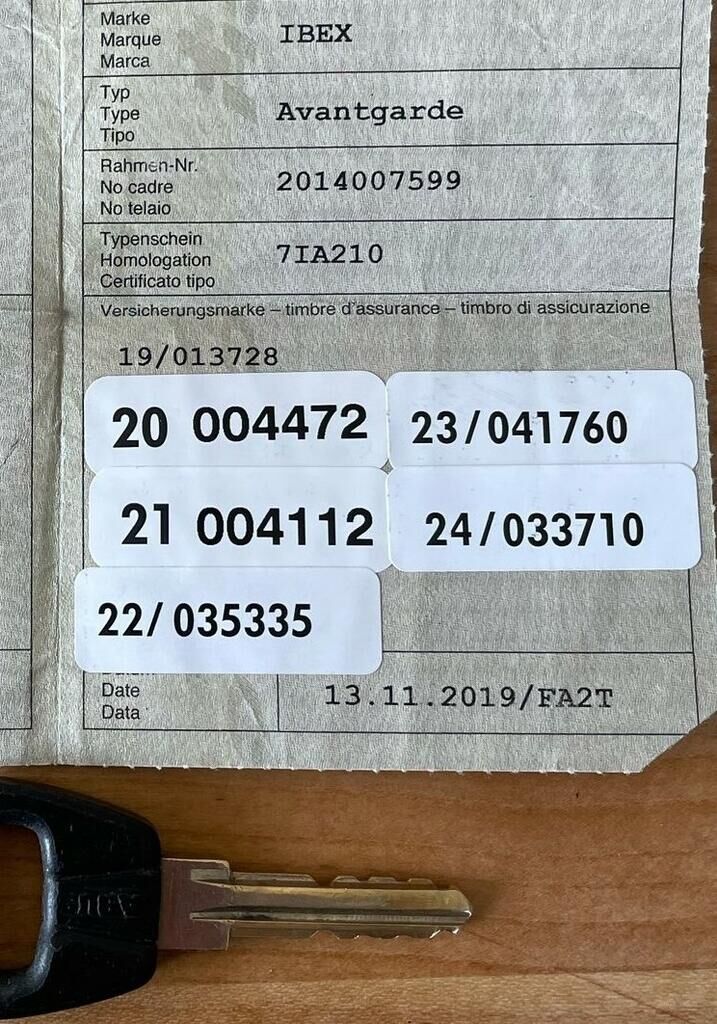 Marke
Marque
Marca
IBEX
Typ
Type
Tipo
Avantgarde
Rahmen-Nr.
No cadre
No telaio
2014007599
Typenschein
Homologation
Certificato tipo
7IA210
Versicherungsmarke – timbre d'assurance – timbro di assicurazione
19/013728
20 004472
23/041760
21 004112
24/033710
22/035335
Date
Data
13.11.2019/FA2T